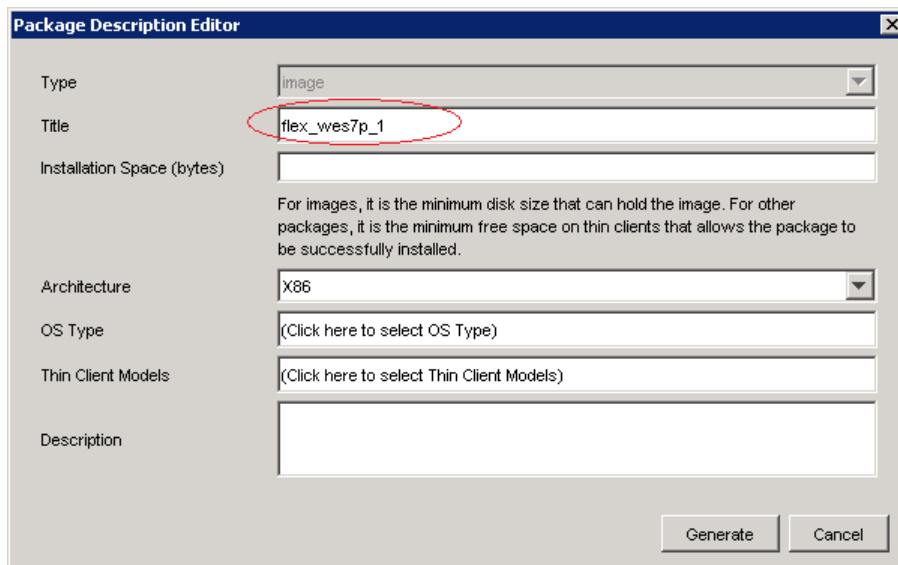 Package Description Editor
Type
image
Title
flex_wes7p_1
Installation Space (bytes)
For images, it is the minimum disk size that can hold the image. For other
packages, it is the minimum free space on thin clients that allows the package to
be successfully installed.
Architecture
X86
OS Type
(Click here to select OS Type)
Thin Client Models
(Click here to select Thin Client Models)
Description
Generate
Cancel